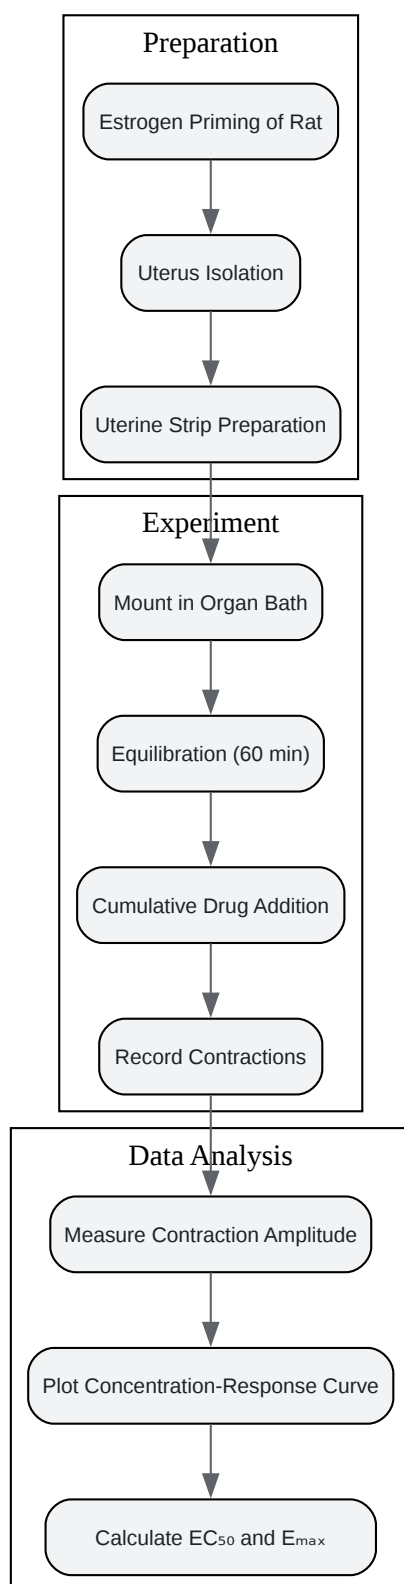 Preparation
Estrogen Priming of Rat
Uterus Isolation
Uterine Strip Preparation
Experiment
Mount in Organ Bath
Equilibration (60 min)
Cumulative Drug Addition
Record Contractions
Data Analysis
Measure Contraction Amplitude
Plot Concentration-Response Curve
Calculate EC₅₀ and Eₘₐₓ